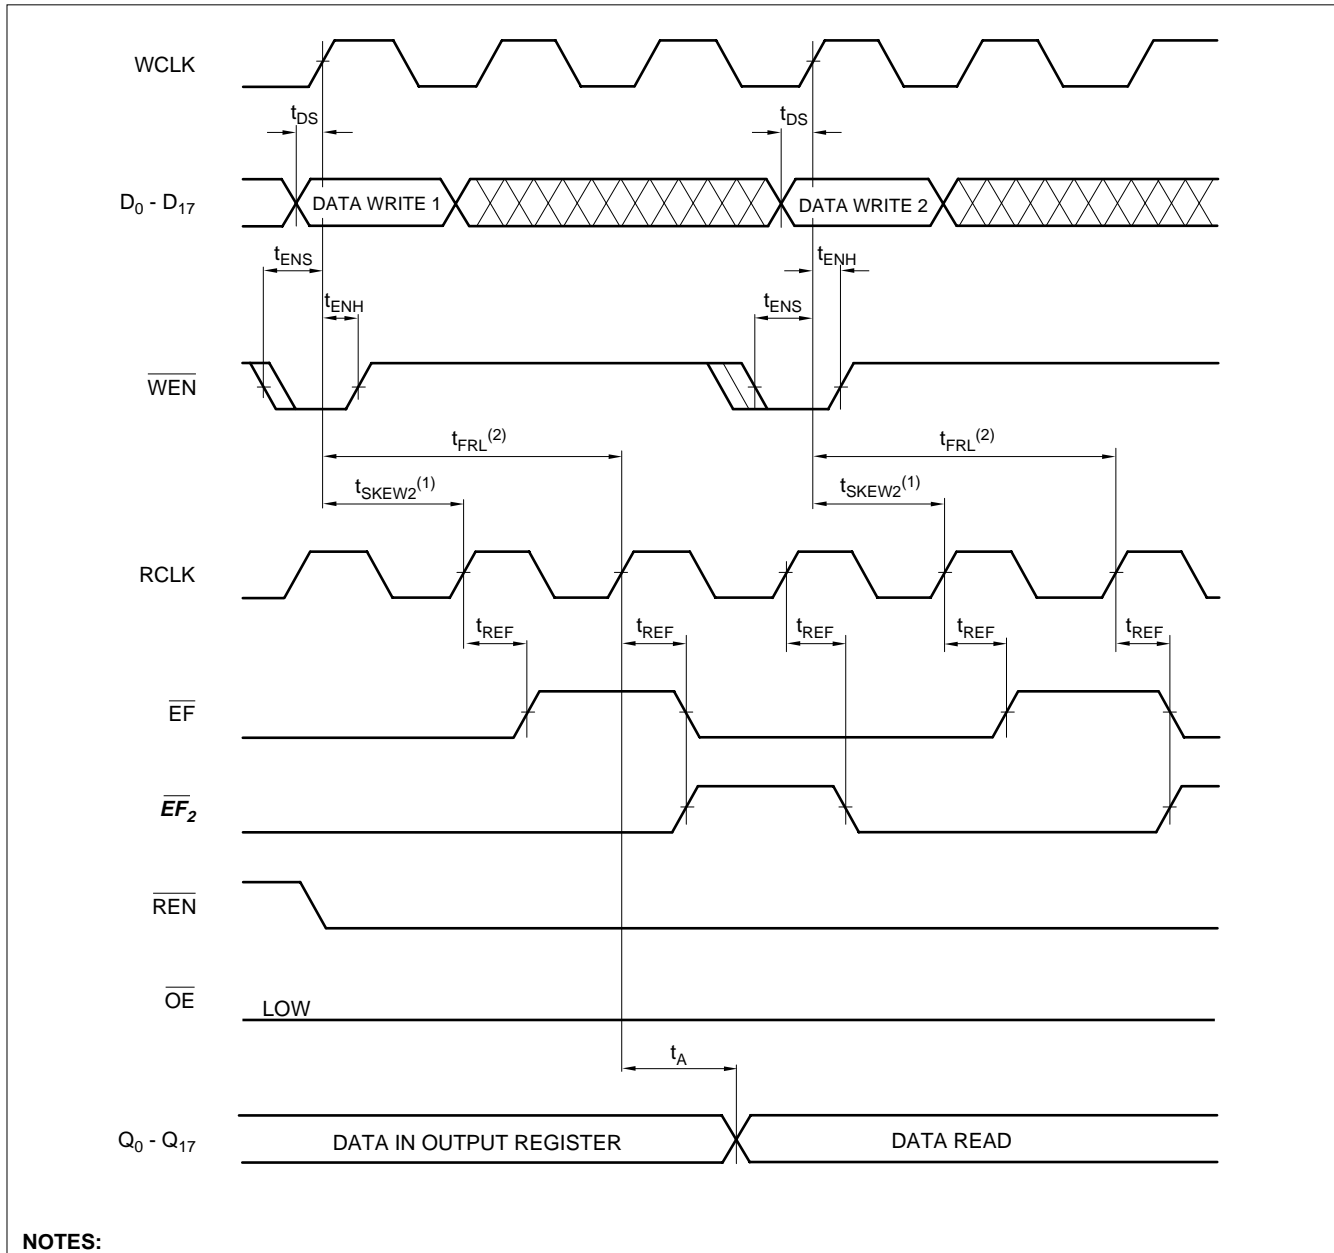 WCLK
tDS tDS
D0 - D17 DATA WRITE 1 DATA WRITE 2
tENS tENH
tENH tENS
WEN
tFRL(2) tFRL(2)
tSKEW2(1) tSKEW2(1)
RCLK
tREF tREF tREF tREF tREF
EF
EF2
REN
OE LOW
tA
Q0 - Q17 DATA IN OUTPUT REGISTER DATA READ
NOTES: